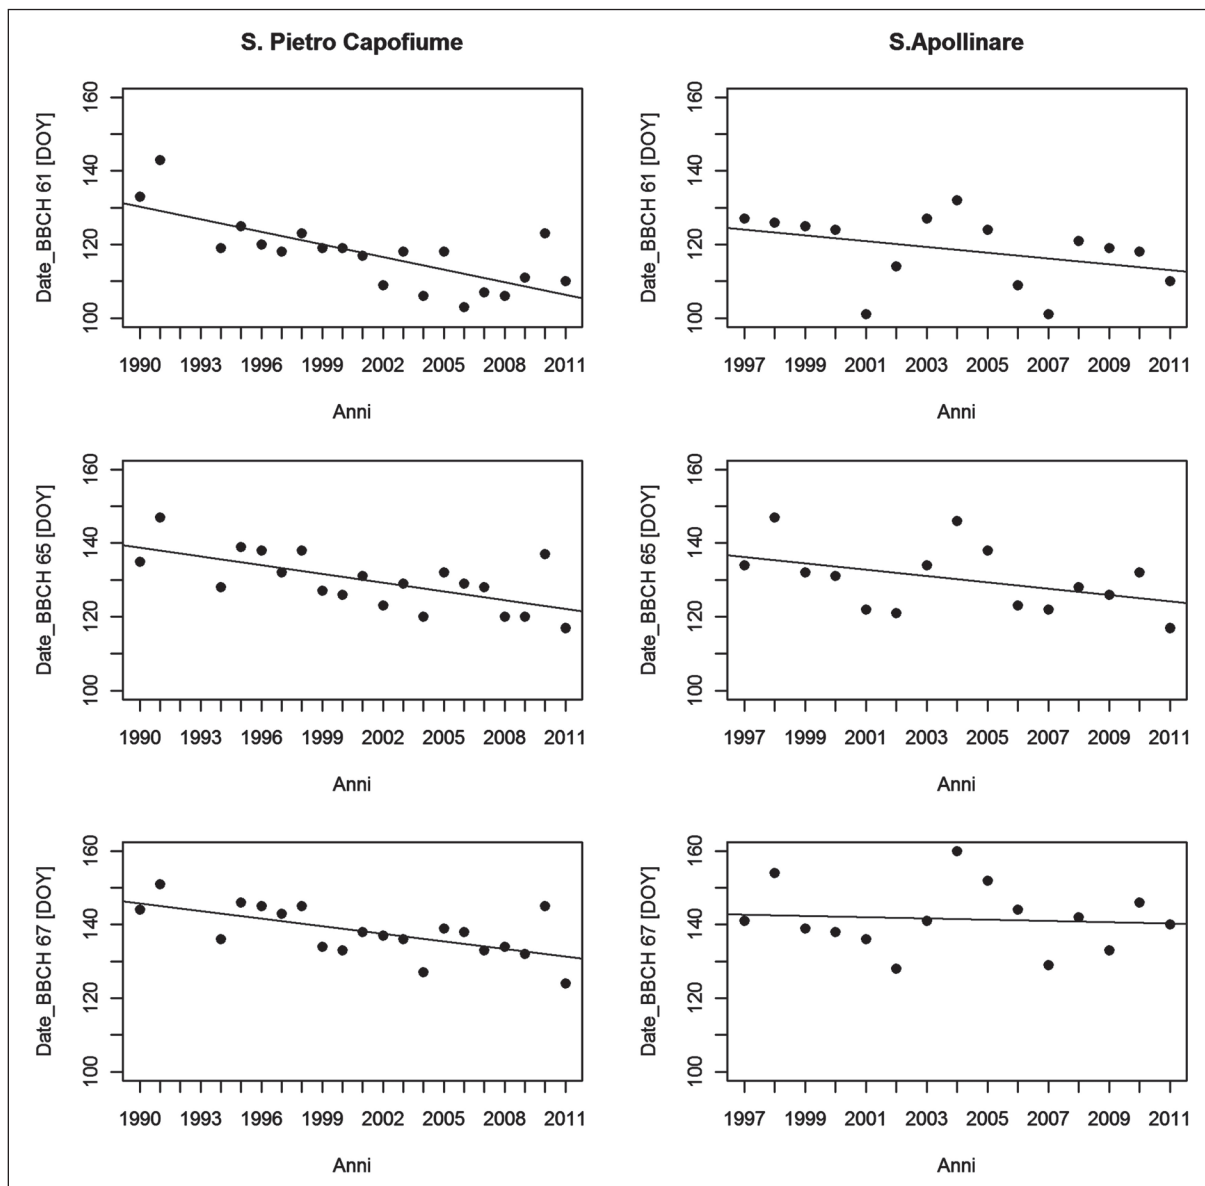 S. Pietro Capofiume
S.Apollinare
Date_BBCH 61 [DOY]
160
140
120
100
1990 1993 1996 1999 2002 2005 2008 2011
Anni
Date_BBCH 61 [DOY]
160
140
120
100
1997 1999 2001 2003 2005 2007 2009 2011
Anni
Date_BBCH 65 [DOY]
160
140
120
100
1990 1993 1996 1999 2002 2005 2008 2011
Anni
Date_BBCH 65 [DOY]
160
140
120
100
1997 1999 2001 2003 2005 2007 2009 2011
Anni
Date_BBCH 67 [DOY]
160
140
120
100
1990 1993 1996 1999 2002 2005 2008 2011
Anni
Date_BBCH 67 [DOY]
160
140
120
100
1997 1999 2001 2003 2005 2007 2009 2011
Anni